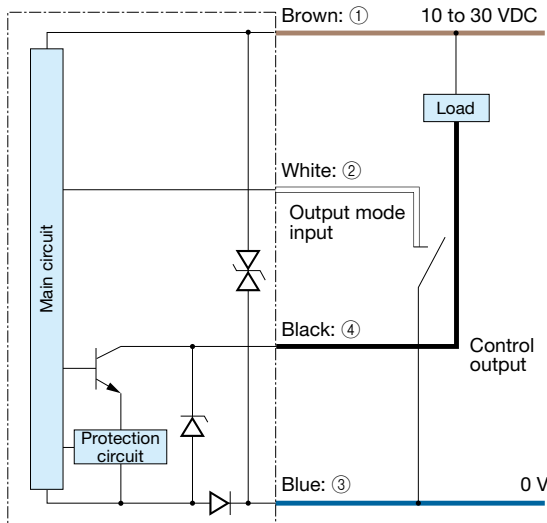 Brown: ① 10 to 30 VDC
Load
White: ②
Output mode
input
Main circuit
Black: ④
Control
output
Protection
circuit
Blue: ③ 0 V